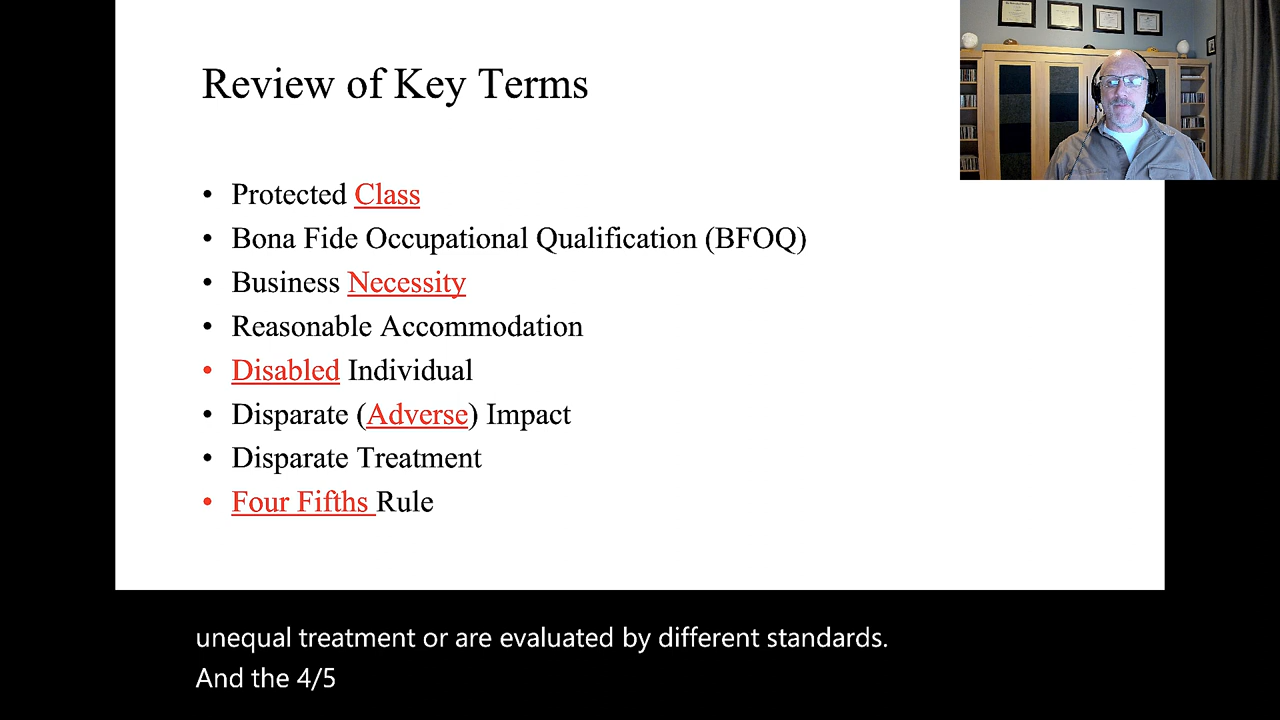 Review of Key Terms
• Protected Class
• Bona Fide Occupational Qualification (BFOQ)
• Business Necessity
• Reasonable Accommodation
• Disabled Individual
• Disparate (Adverse) Impact
• Disparate Treatment
• Four Fifths Rule
unequal treatment or are evaluated by different standards.
And the 4/5